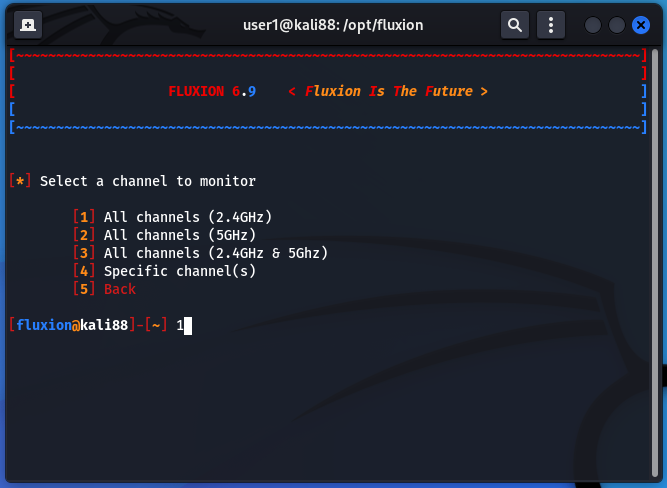 user1@kali88: /opt/fluxion
[~~~~~~~~~~~~~~~~~~~~~~~~~~~~~~~~~~~~~~~~~~~~~~~~~~~~~~~~~~~~~~~~~~~~~~~~~~~~~~]
[ ]
[ FLUXION 6.9 < Fluxion Is The Future > ]
[ ]
[~~~~~~~~~~~~~~~~~~~~~~~~~~~~~~~~~~~~~~~~~~~~~~~~~~~~~~~~~~~~~~~~~~~~~~~~~~~~~~]
[*] Select a channel to monitor
[1] All channels (2.4GHz)
[2] All channels (5GHz)
[3] All channels (2.4GHz & 5Ghz)
[4] Specific channel(s)
[5] Back
[fluxion@kali88]-[~] 1